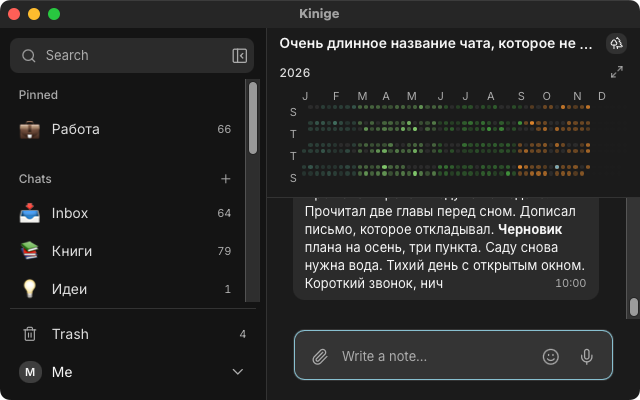 Kinige
Search
Pinned
Работа 66
Chats
Inbox 64
Книги 79
Идеи 1
Trash 4
M Me
Очень длинное название чата, которое не ...
2026
J F M A M J J A S O N D
S
T
T
S
Прочитал две главы перед сном. Дописал
письмо, которое откладывал. Черновик
плана на осень, три пункта. Саду снова
нужна вода. Тихий день с открытым окном.
Короткий звонок, нич 10:00
Write a note...